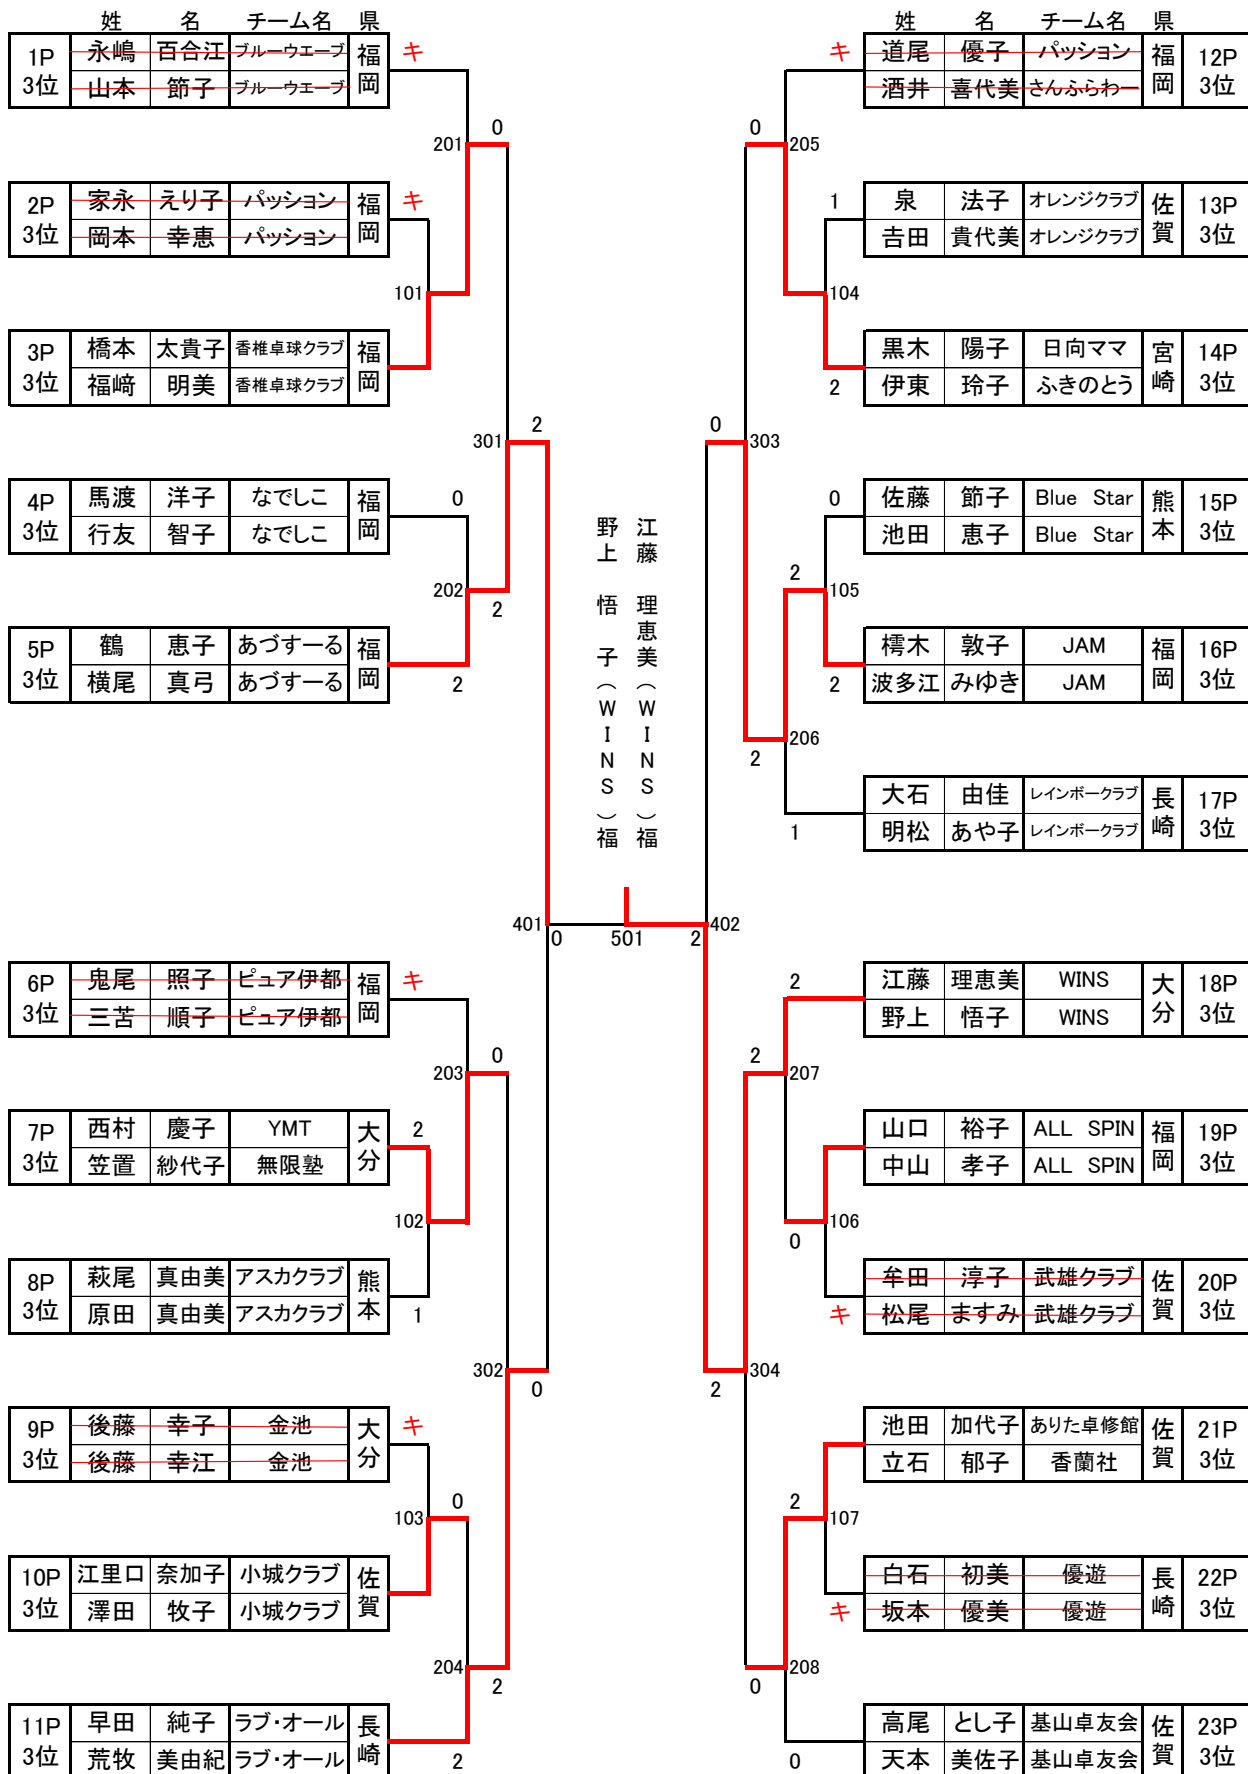 姓 名 チーム名 県
1P 3位 永嶋 百合江 ブルーウエーブ 福岡 キ
山本 節子 ブルーウエーブ
201 0
2P 3位 家永 えり子 パッション 福岡 キ
岡本 幸恵 パッション
101
3P 3位 橋本 太貴子 香椎卓球クラブ 福岡
福﨑 明美 香椎卓球クラブ
301 2
4P 3位 馬渡 洋子 なでしこ 福岡 0
行友 智子 なでしこ
202 2
5P 3位 鶴 恵子 あづすーる 福岡
横尾 真弓 あづすーる 2
401 0 501 2 402
6P 3位 鬼尾 照子 ピュア伊都 福岡 キ
三苫 順子 ピュア伊都
203 0
7P 3位 西村 慶子 YMT 大分 2
笠置 紗代子 無限塾
102
8P 3位 萩尾 真由美 アスカクラブ 熊本
原田 真由美 アスカクラブ 1
302 0
9P 3位 後藤 幸子 金池 大分 キ
後藤 幸江 金池
103 0
10P 3位 江里口 奈加子 小城クラブ 佐賀
澤田 牧子 小城クラブ
204 2
11P 3位 早田 純子 ラブ・オール 長崎
荒牧 美由紀 ラブ・オール 2
江藤 理恵美(WINS)福
野上 悟子(WINS)福
姓 名 チーム名 県
キ 道尾 優子 パッション 福岡 12P 3位
酒井 喜代美 さんふらわー
0 205
1 泉 法子 オレンジクラブ 佐賀 13P 3位
𠮷田 貴代美 オレンジクラブ
104
黒木 陽子 日向ママ 宮崎 14P 3位
2 伊東 玲子 ふきのとう
0 303
0 佐藤 節子 Blue Star 熊本 15P 3位
池田 恵子 Blue Star
2 105
樗木 敦子 JAM 福岡 16P 3位
2 波多江 みゆき JAM
2 206
大石 由佳 レインボークラブ 長崎 17P 3位
1 明松 あや子 レインボークラブ
2 江藤 理恵美 WINS 大分 18P 3位
野上 悟子 WINS
2 207
山口 裕子 ALL SPIN 福岡 19P 3位
中山 孝子 ALL SPIN
0 106
牟田 淳子 武雄クラブ 佐賀 20P 3位
キ 松尾 ますみ 武雄クラブ
2 304
池田 加代子 ありた卓修館 佐賀 21P 3位
立石 郁子 香蘭社
2 107
白石 初美 優遊 長崎 22P 3位
キ 坂本 優美 優遊
0 208
高尾 とし子 基山卓友会 佐賀 23P 3位
0 天本 美佐子 基山卓友会